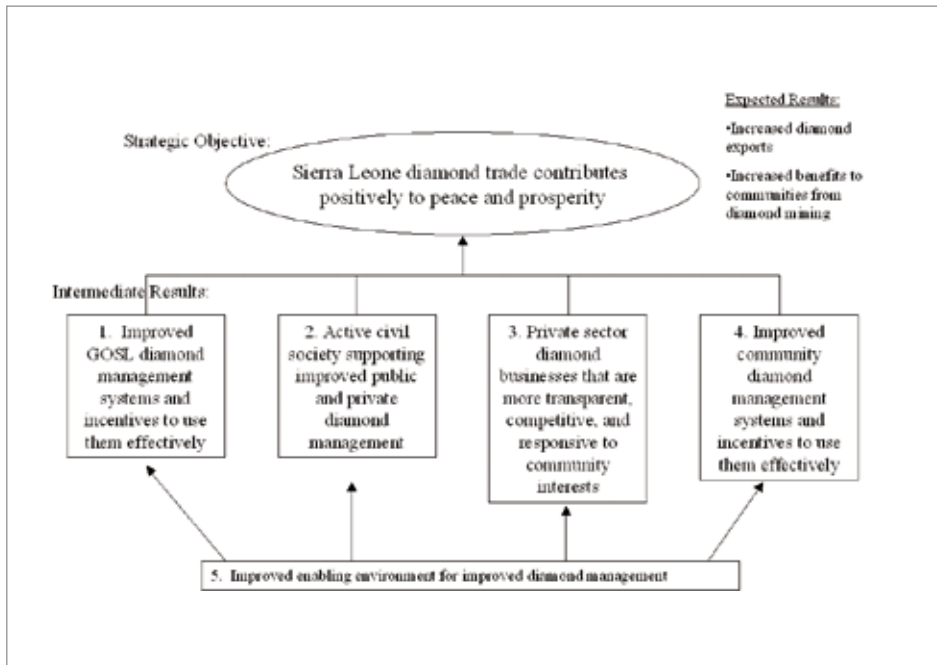 Expected Results:
•Increased diamond
exports
•Increased benefits to
communities from
diamond mining
Strategic Objective:
Sierra Leone diamond trade contributes
positively to peace and prosperity
Intermediate Results:
1. Improved
GOSL diamond
management
systems and
incentives to use
them effectively
2. Active civil
society supporting
improved public
and private
diamond
management
3. Private sector
diamond
businesses that are
more transparent,
competitive, and
responsive to
community
interests
4. Improved
community
diamond
management
systems and
incentives to use
them effectively
5. Improved enabling environment for improved diamond management